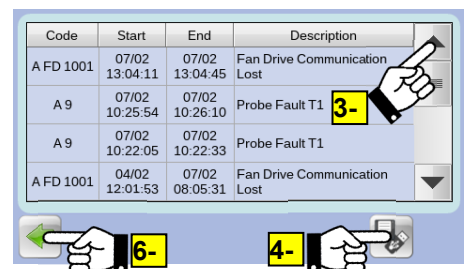 Code Start End Description
A FD 1001 07/02 13:04:11 07/02 13:04:45 Fan Drive Communication Lost
A 9 07/02 10:25:54 07/02 10:26:10 Probe Fault T1
3-
A 9 07/02 10:22:05 07/02 10:22:33 Probe Fault T1
A FD 1001 04/02 12:01:53 07/02 08:05:31 Fan Drive Communication Lost
6-
4-